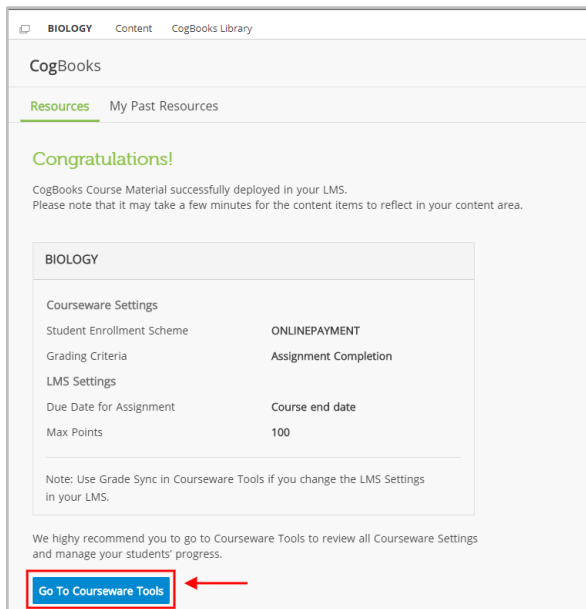 BIOLOGY Content CogBooks Library
CogBooks
Resources My Past Resources
Congratulations!
CogBooks Course Material successfully deployed in your LMS.
Please note that it may take a few minutes for the content items to reflect in your content area.
BIOLOGY
Courseware Settings
Student Enrollment Scheme ONLINEPAYMENT
Grading Criteria Assignment Completion
LMS Settings
Due Date for Assignment Course end date
Max Points 100
Note: Use Grade Sync in Courseware Tools if you change the LMS Settings
in your LMS.
We highy recommend you to go to Courseware Tools to review all Courseware Settings
and manage your students' progress.
Go To Courseware Tools